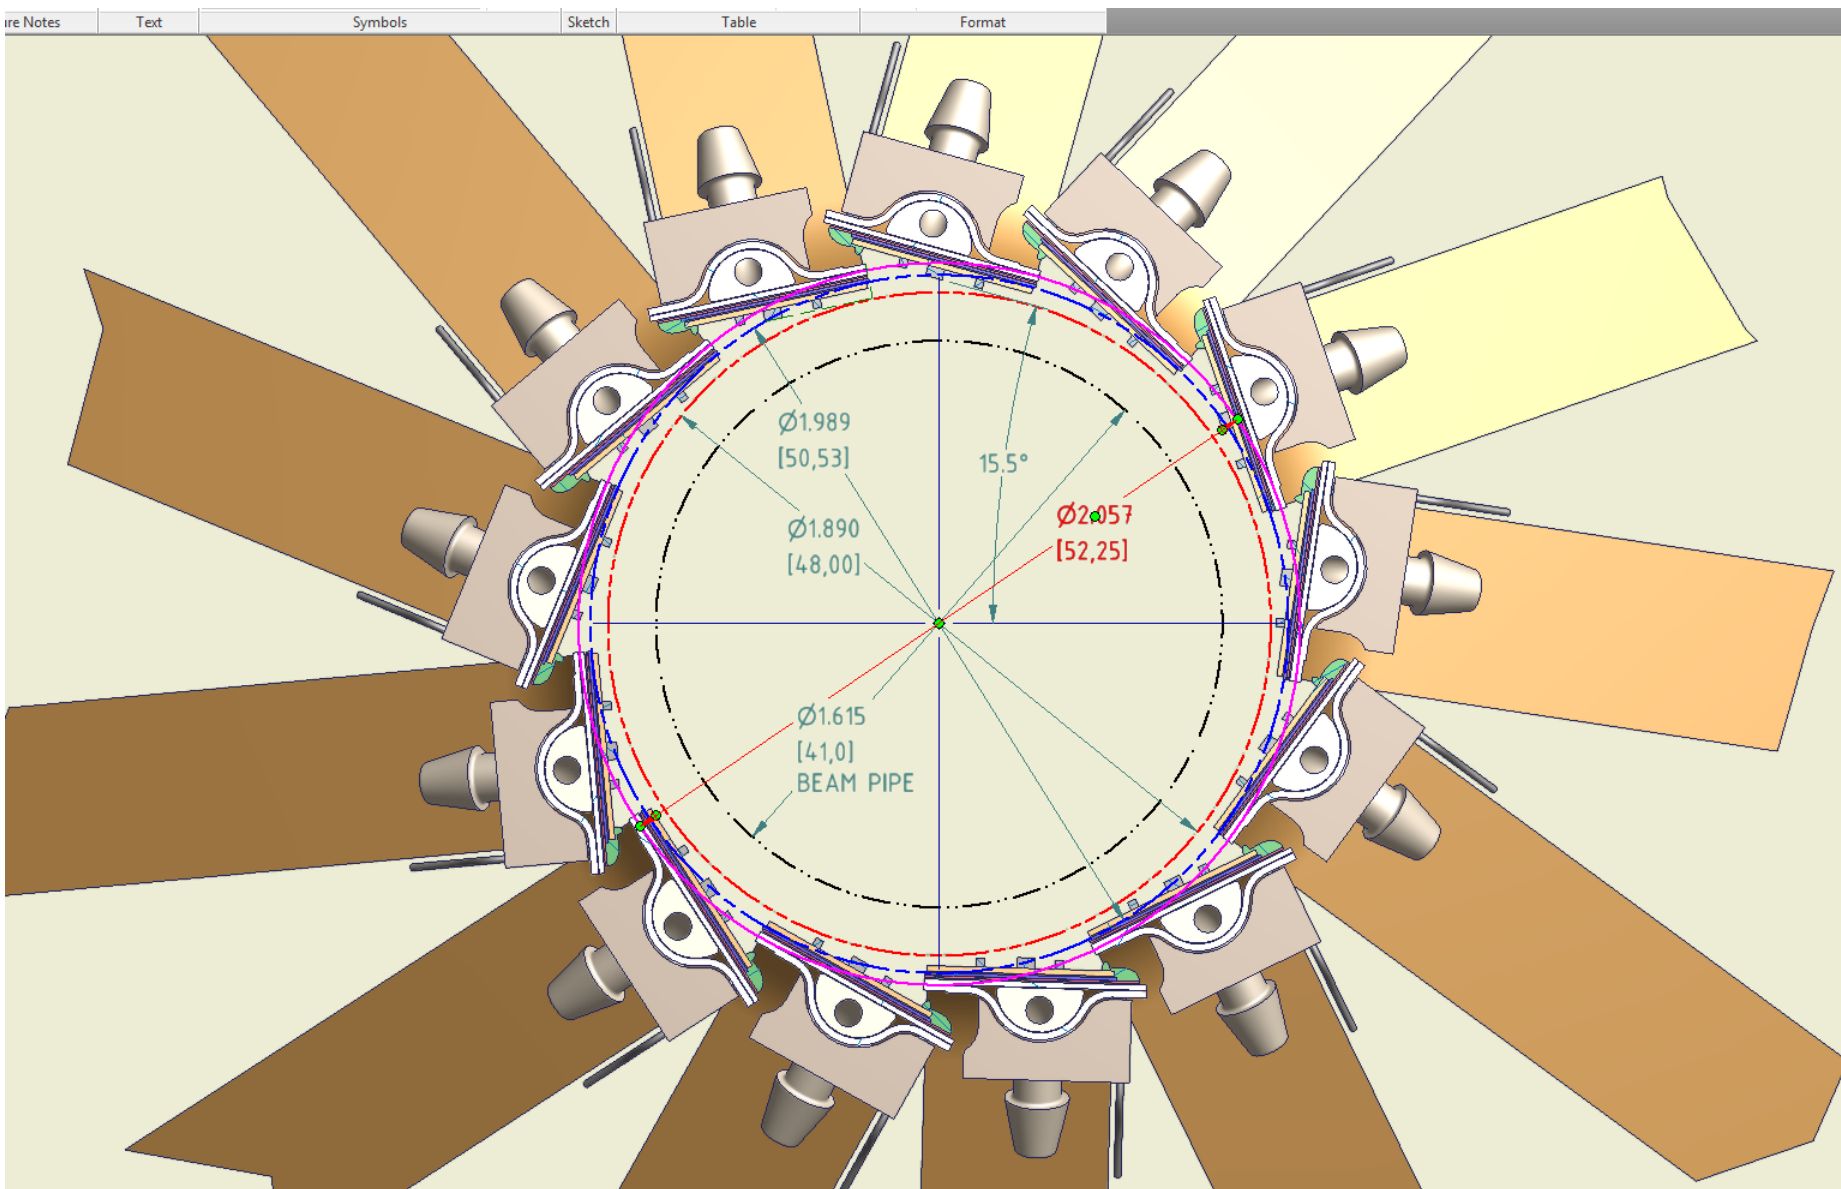 ure Notes
Text
Symbols
Sketch
Table
Format
Ø1.989
[50,53]
15.5°
Ø1.890
[48,00]
Ø2.057
[52,25]
Ø1.615
[41,0]
BEAM PIPE